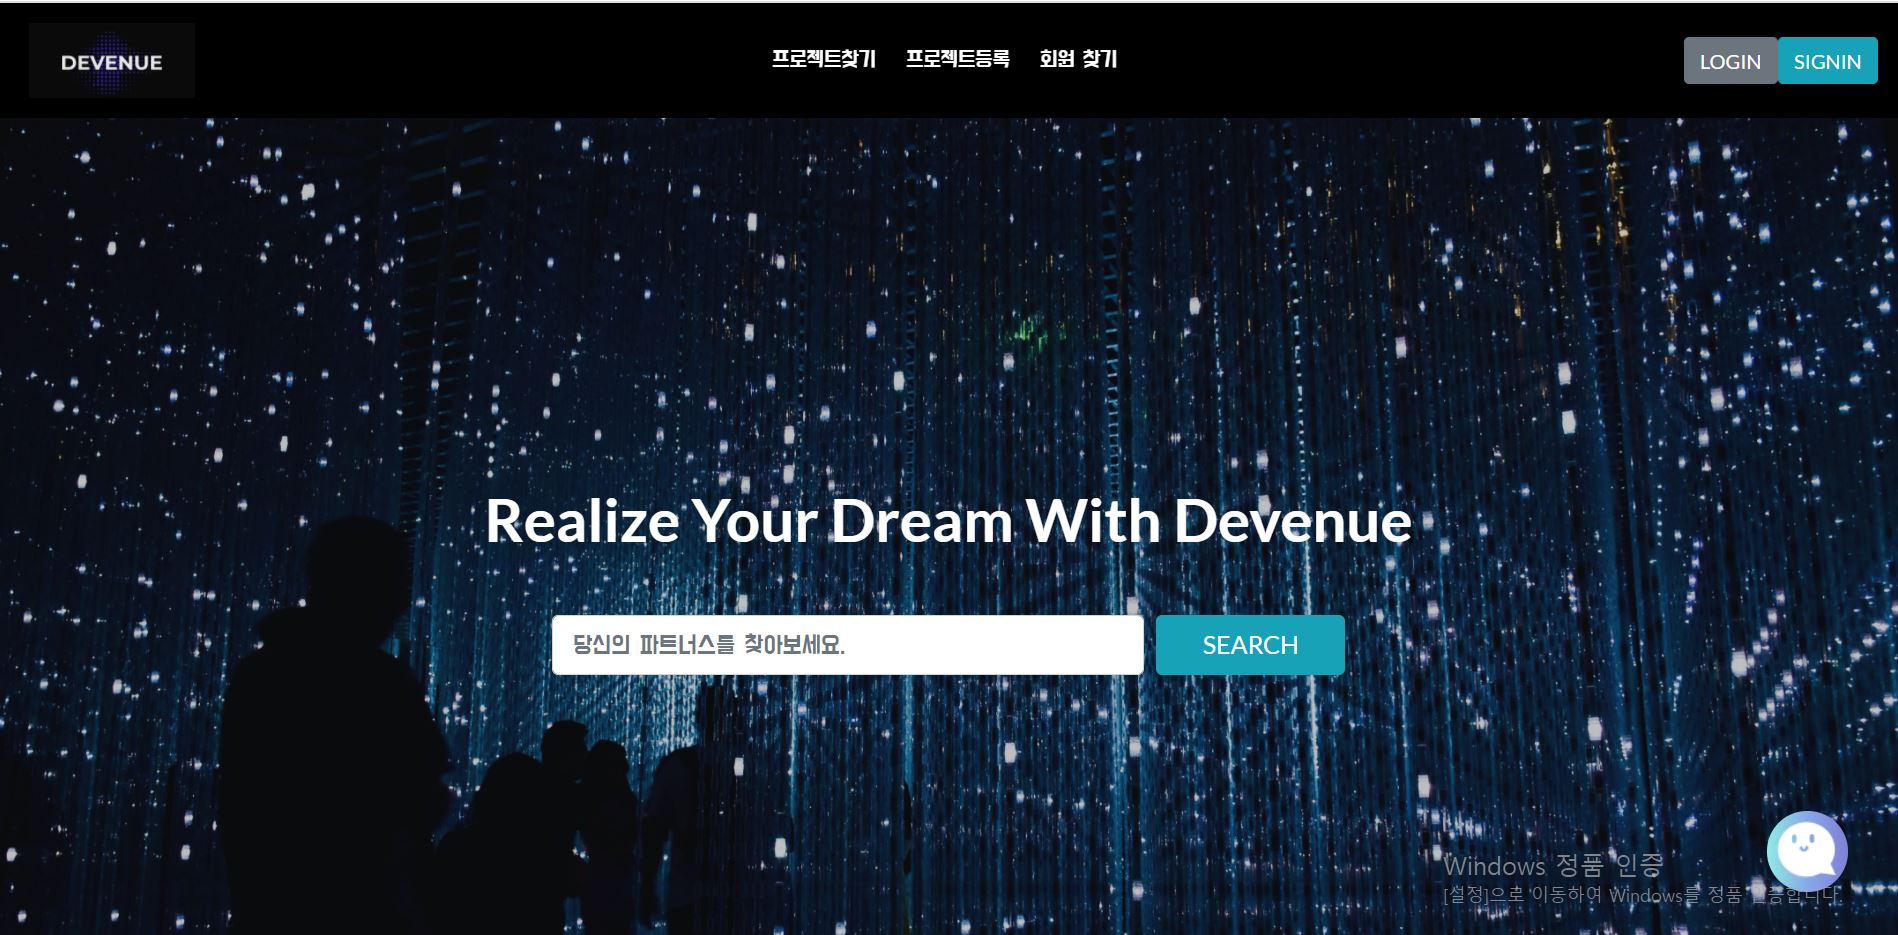 DEVENUE
프로젝트찾기 프로젝트등록 회원 찾기
LOGIN SIGNIN
Realize Your Dream With Devenue
당신의 파트너스를 찾아보세요.
SEARCH
Windows 정품 인증
[설정]으로 이동하여 Windows를 정품 인증합니다.